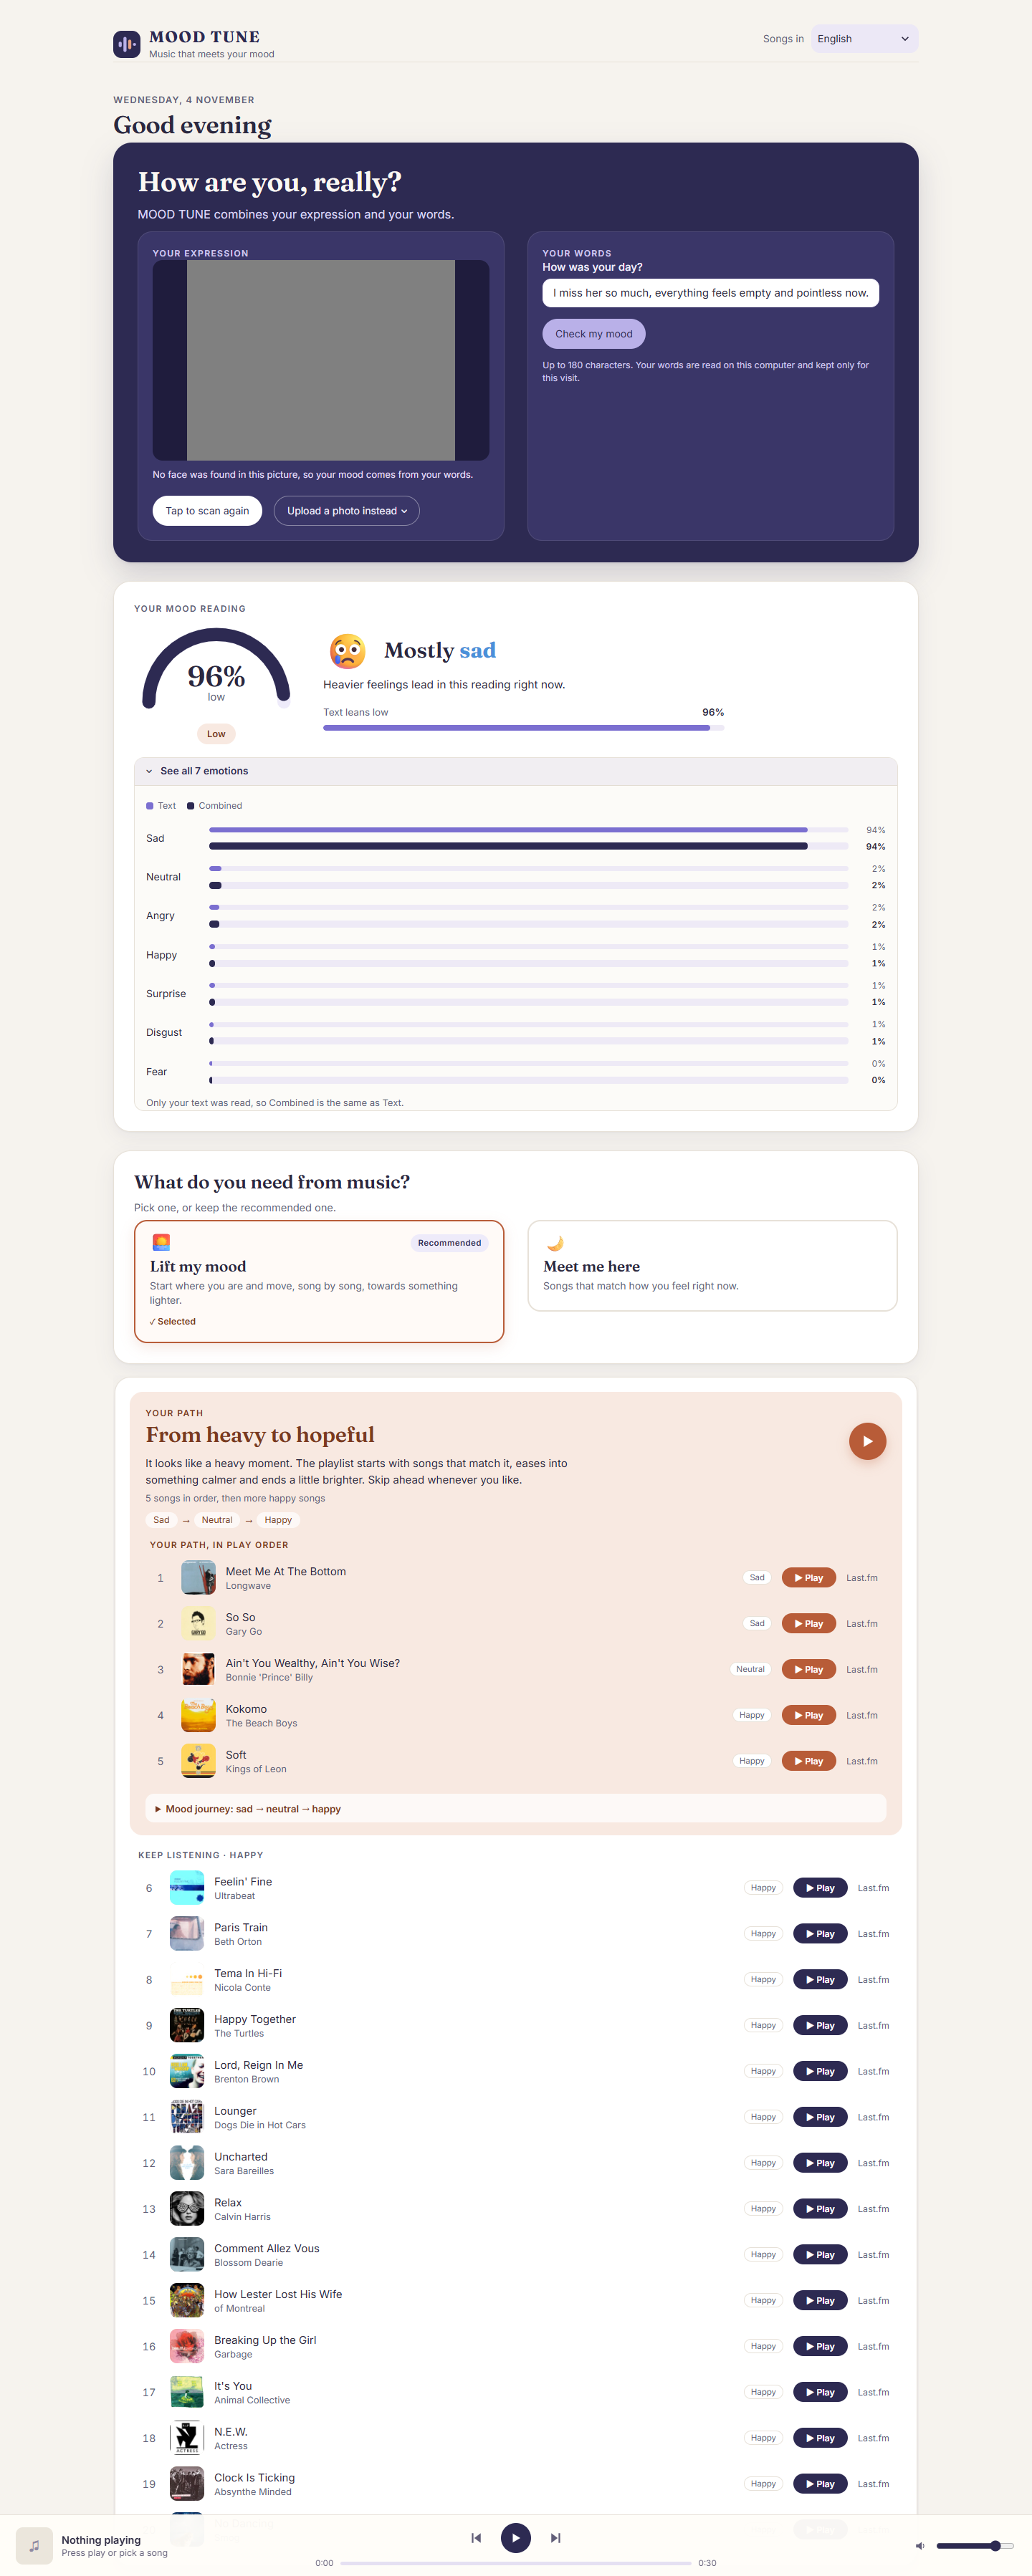 MOOD TUNE
Music that meets your mood
Songs in
English
WEDNESDAY, 4 NOVEMBER
Good evening
How are you, really?
MOOD TUNE combines your expression and your words.
YOUR EXPRESSION
No face was found in this picture, so your mood comes from your words.
Tap to scan again
Upload a photo instead
YOUR WORDS
How was your day?
I miss her so much, everything feels empty and pointless now.
Check my mood
Up to 180 characters. Your words are read on this computer and kept only for
this visit.
YOUR MOOD READING
96%
low
Low
Mostly sad
Heavier feelings lead in this reading right now.
Text leans low 96%
See all 7 emotions
Text Combined
Sad 94%
94%
Neutral 2%
2%
Angry 2%
2%
Happy 1%
1%
Surprise 1%
1%
Disgust 1%
1%
Fear 0%
0%
Only your text was read, so Combined is the same as Text.
What do you need from music?
Pick one, or keep the recommended one.
Recommended
Lift my mood
Start where you are and move, song by song, towards something
lighter.
✓ Selected
Meet me here
Songs that match how you feel right now.
YOUR PATH
From heavy to hopeful
It looks like a heavy moment. The playlist starts with songs that match it, eases into
something calmer and ends a little brighter. Skip ahead whenever you like.
5 songs in order, then more happy songs
Sad → Neutral → Happy
YOUR PATH, IN PLAY ORDER
1 Meet Me At The Bottom
Longwave
Sad ▶ Play Last.fm
2 So So
Gary Go
Sad ▶ Play Last.fm
3 Ain't You Wealthy, Ain't You Wise?
Bonnie 'Prince' Billy
Neutral ▶ Play Last.fm
4 Kokomo
The Beach Boys
Happy ▶ Play Last.fm
5 Soft
Kings of Leon
Happy ▶ Play Last.fm
▶ Mood journey: sad → neutral → happy
KEEP LISTENING · HAPPY
6 Feelin' Fine
Ultrabeat
Happy ▶ Play Last.fm
7 Paris Train
Beth Orton
Happy ▶ Play Last.fm
8 Tema In Hi-Fi
Nicola Conte
Happy ▶ Play Last.fm
9 Happy Together
The Turtles
Happy ▶ Play Last.fm
10 Lord, Reign In Me
Brenton Brown
Happy ▶ Play Last.fm
11 Lounger
Dogs Die in Hot Cars
Happy ▶ Play Last.fm
12 Uncharted
Sara Bareilles
Happy ▶ Play Last.fm
13 Relax
Calvin Harris
Happy ▶ Play Last.fm
14 Comment Allez Vous
Blossom Dearie
Happy ▶ Play Last.fm
15 How Lester Lost His Wife
of Montreal
Happy ▶ Play Last.fm
16 Breaking Up the Girl
Garbage
Happy ▶ Play Last.fm
17 It's You
Animal Collective
Happy ▶ Play Last.fm
18 N.E.W.
Actress
Happy ▶ Play Last.fm
19 Clock Is Ticking
Absynthe Minded
Happy ▶ Play Last.fm
Nothing playing
Press play or pick a song
0:00 0:30